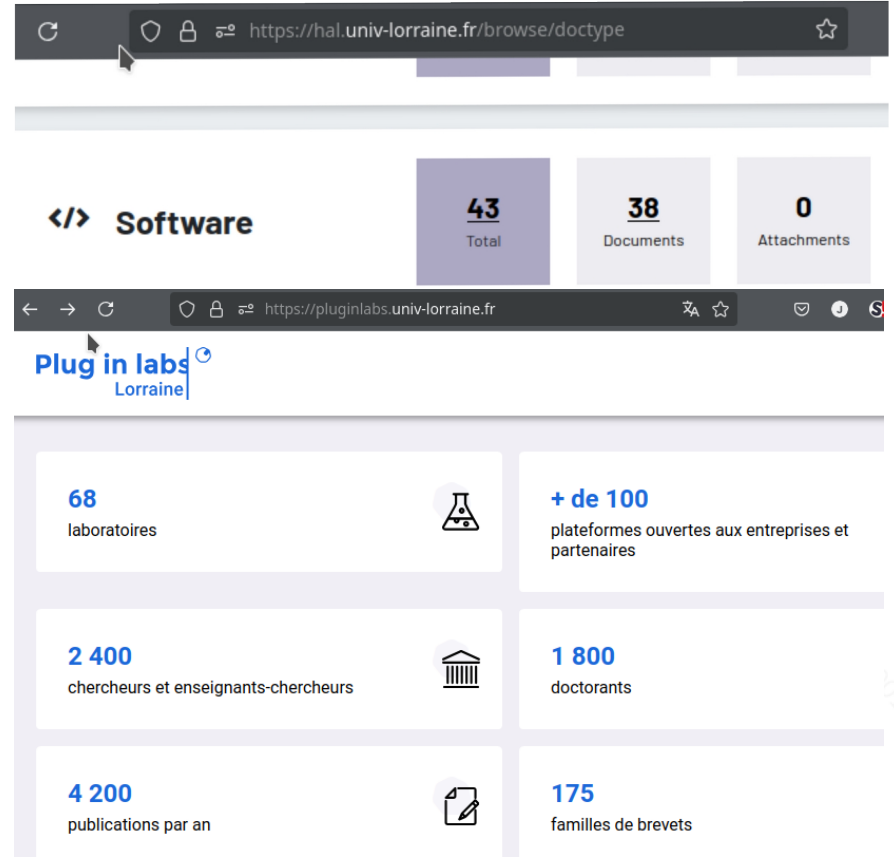 https://hal.univ-lorraine.fr/browse/doctype
</> Software
43
Total
38
Documents
0
Attachments
https://pluginlabs.univ-lorraine.fr
Plug in labs
Lorraine
68
laboratoires
+ de 100
plateformes ouvertes aux entreprises et
partenaires
2 400
chercheurs et enseignants-chercheurs
1 800
doctorants
4 200
publications par an
175
familles de brevets